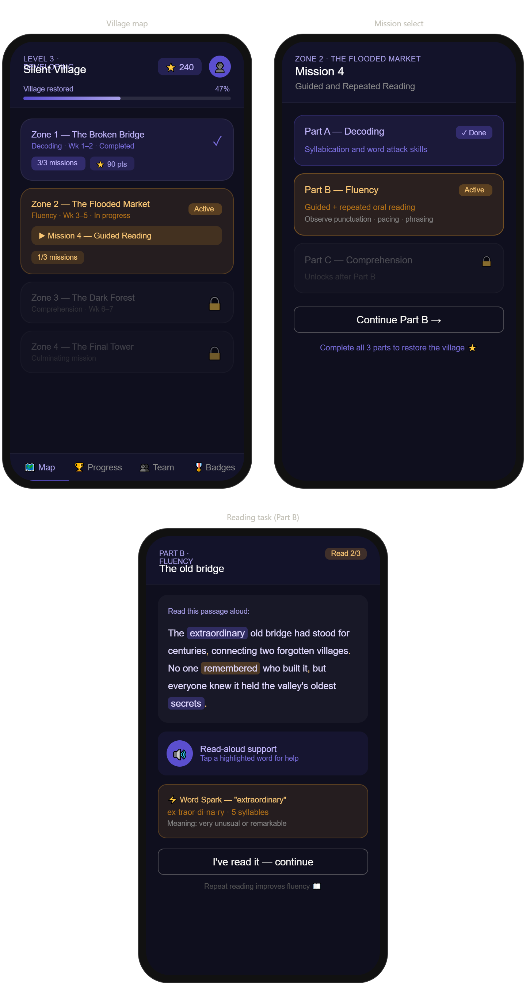 Village map
LEVEL 3 ·
DEVELOPING
Silent Village
⭐ 240
Village restored
47%
Zone 1 — The Broken Bridge
Decoding · Wk 1–2 · Completed
✓
3/3 missions
⭐ 90 pts
Zone 2 — The Flooded Market
Fluency · Wk 3–5 · In progress
Active
▶ Mission 4 — Guided Reading
1/3 missions
Zone 3 — The Dark Forest
Comprehension · Wk 6–7
Zone 4 — The Final Tower
Culminating mission
Map
Progress
Team
Badges
Mission select
ZONE 2 · THE FLOODED MARKET
Mission 4
Guided and Repeated Reading
Part A — Decoding
✓ Done
Syllabication and word attack skills
Part B — Fluency
Active
Guided + repeated oral reading
Observe punctuation · pacing · phrasing
Part C — Comprehension
Unlocks after Part B
Continue Part B →
Complete all 3 parts to restore the village ⭐
Reading task (Part B)
PART B ·
FLUENCY
The old bridge
Read 2/3
Read this passage aloud:
The extraordinary old bridge had stood for
centuries, connecting two forgotten villages.
No one remembered who built it, but
everyone knew it held the valley's oldest
secrets.
Read-aloud support
Tap a highlighted word for help
⚡ Word Spark — "extraordinary"
ex·traor·di·na·ry · 5 syllables
Meaning: very unusual or remarkable
I've read it — continue
Repeat reading improves fluency 📖